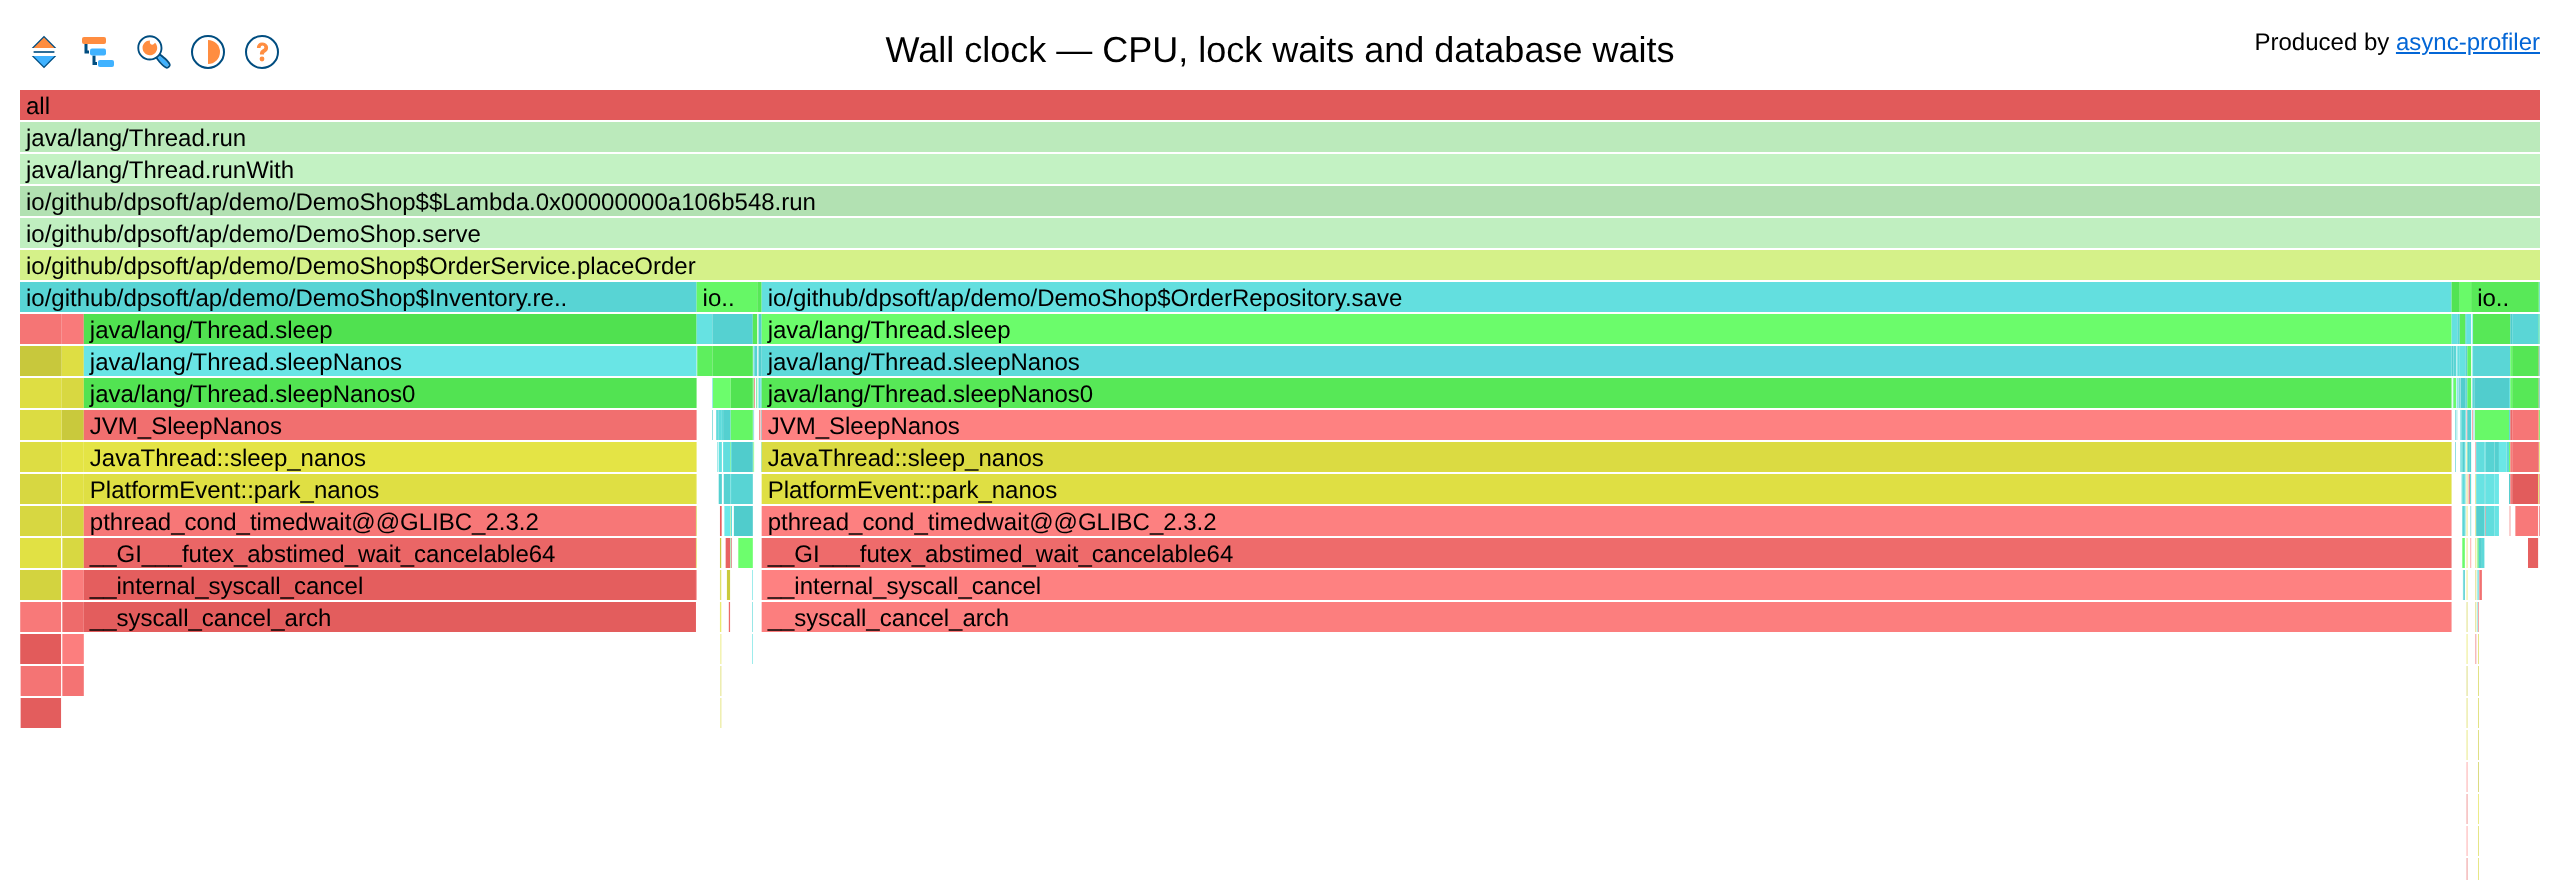 Wall clock — CPU, lock waits and database waits
Produced by async-profiler
all
java/lang/Thread.run
java/lang/Thread.runWith
io/github/dpsoft/ap/demo/DemoShop$$Lambda.0x00000000a106b548.run
io/github/dpsoft/ap/demo/DemoShop.serve
io/github/dpsoft/ap/demo/DemoShop$OrderService.placeOrder
io/github/dpsoft/ap/demo/DemoShop$Inventory.re.. io.. io/github/dpsoft/ap/demo/DemoShop$OrderRepository.save io..
java/lang/Thread.sleep java/lang/Thread.sleep
java/lang/Thread.sleepNanos java/lang/Thread.sleepNanos
java/lang/Thread.sleepNanos0 java/lang/Thread.sleepNanos0
JVM_SleepNanos JVM_SleepNanos
JavaThread::sleep_nanos JavaThread::sleep_nanos
PlatformEvent::park_nanos PlatformEvent::park_nanos
pthread_cond_timedwait@@GLIBC_2.3.2 pthread_cond_timedwait@@GLIBC_2.3.2
__GI___futex_abstimed_wait_cancelable64 __GI___futex_abstimed_wait_cancelable64
__internal_syscall_cancel __internal_syscall_cancel
__syscall_cancel_arch __syscall_cancel_arch